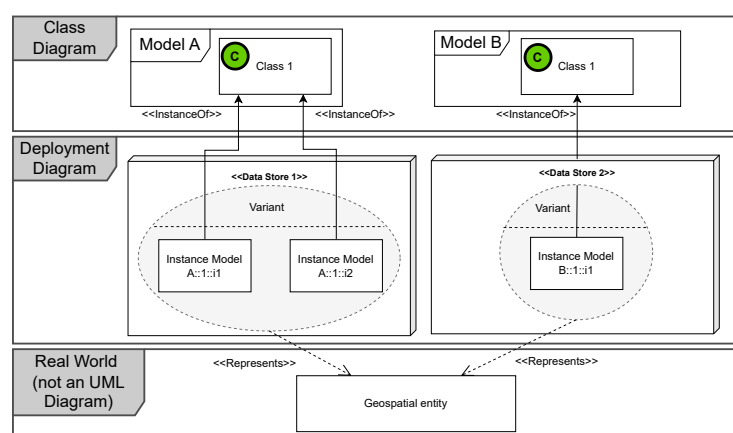 Class
Diagram
Model A
C
Class 1
Model B
C
Class 1
<<InstanceOf>>
<<InstanceOf>>
<<InstanceOf>>
Deployment
Diagram
<<Data Store 1>>
Variant
Instance Model
A::1::i1
Instance Model
A::1::i2
<<Data Store 2>>
Variant
Instance Model
B::1::i1
Real World
(not an UML
Diagram)
<<Represents>>
<<Represents>>
Geospatial entity